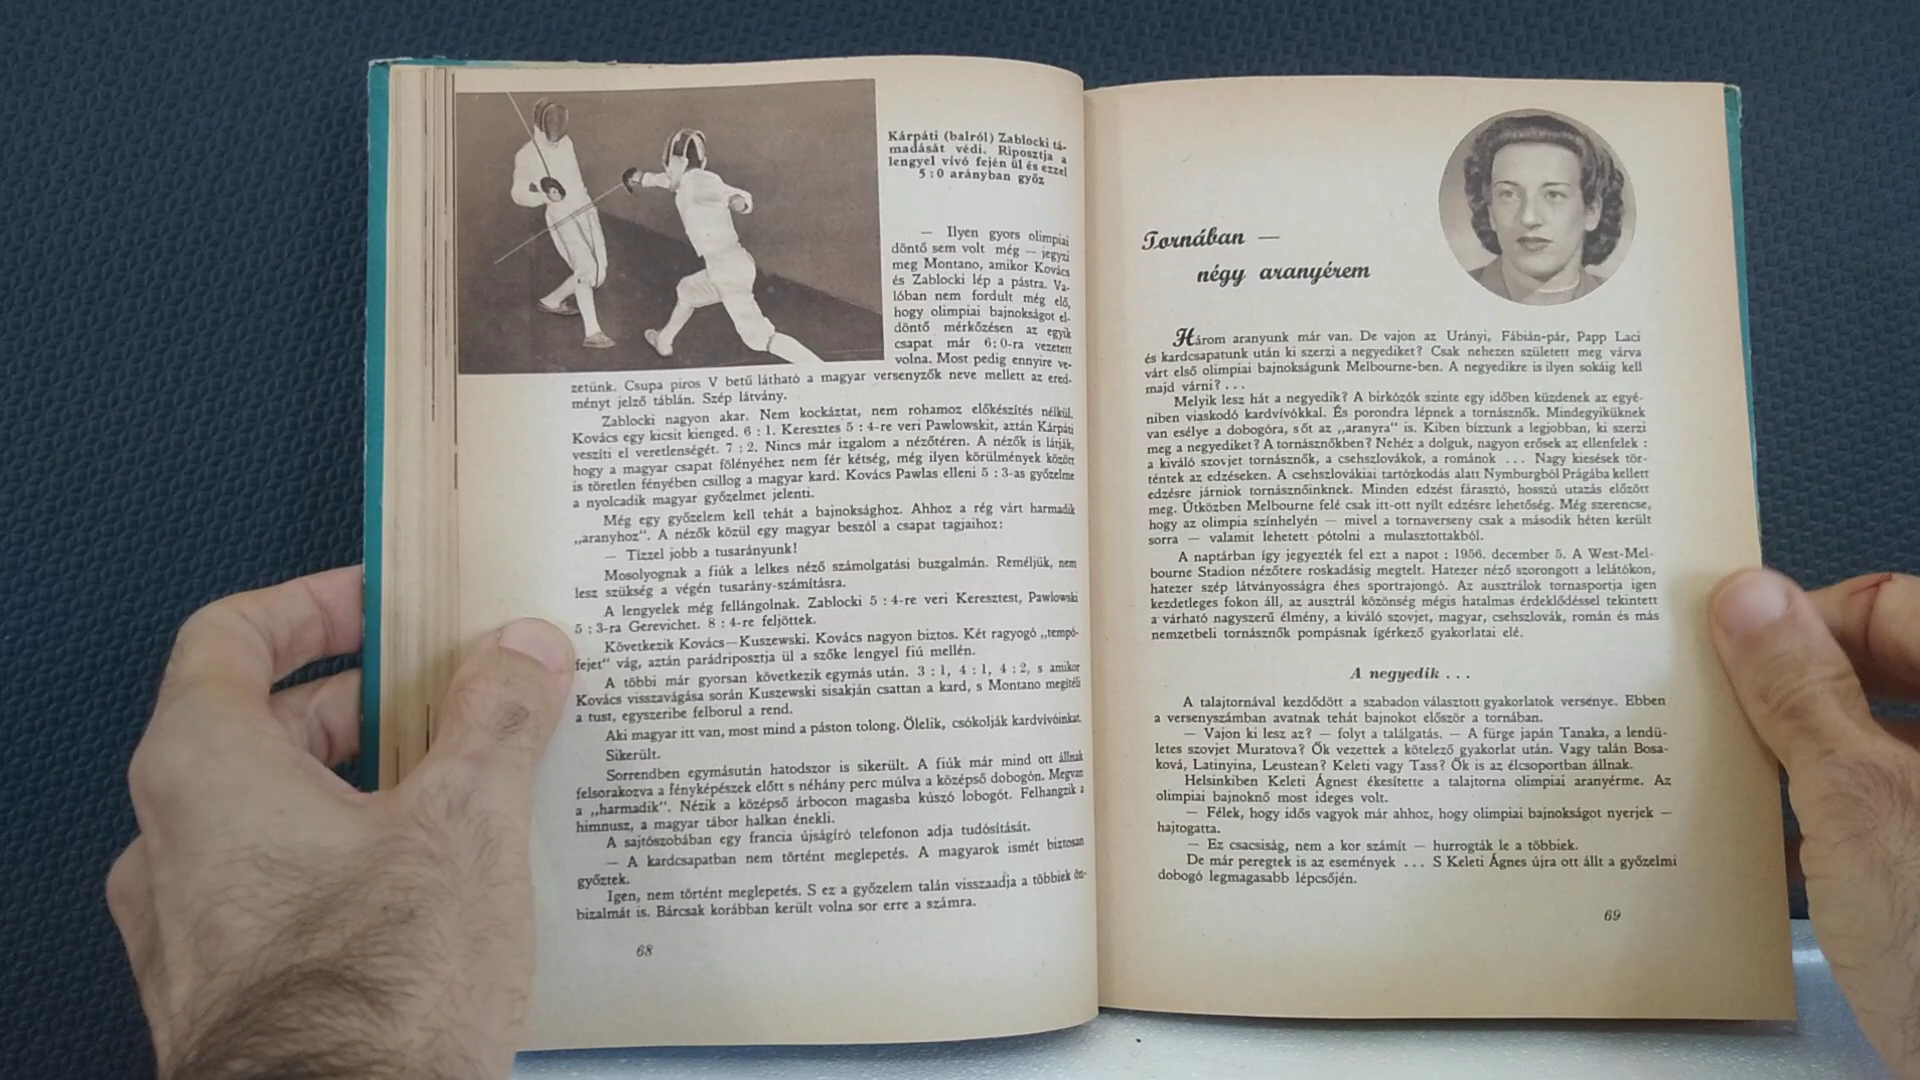 Kárpáti (balról) Zablocki tá-
madását védi. Riposztja a
lengyel vívó fején ül és ezzel
5 : 0 arányban győz
— Ilyen gyors olimpiai
döntő sem volt még — jegyzi
meg Montano, amikor Kovács
és Zablocki lép a pástra. Va-
lóban nem fordult még elő,
hogy olimpiai bajnokságot el-
döntő mérkőzésen az egyik
csapat már 6:0-ra vezetett
volna. Most pedig ennyire ve-
zetünk. Csupa piros V betű látható a magyar versenyzők neve mellett az ered-
ményt jelző táblán. Szép látvány.
Zablocki nagyon akar. Nem kockáztat, nem rohamoz előkészítés nélkül.
Kovács egy kicsit kienged. 6 : 1. Keresztes 5 : 4-re veri Pawlowskit, aztán Kárpáti
veszíti el veretlenségét. 7 : 2. Nincs már izgalom a nézőtéren. A nézők is látják,
hogy a magyar csapat fölényéhez nem fér kétség, még ilyen körülmények között
is töretlen fényében csillog a magyar kard. Kovács Pawlas elleni 5 : 3-as győzelme
a nyolcadik magyar győzelmet jelenti.
Még egy győzelem kell tehát a bajnoksághoz. Ahhoz a rég várt harmadik
„aranyhoz“. A nézők közül egy magyar beszól a csapat tagjaihoz:
— Tízzel jobb a tusarányunk!
Mosolyognak a fiúk a lelkes néző számolgatási buzgalmán. Reméljük, nem
lesz szükség a végén tusarány-számításra.
A lengyelek még fellángolnak. Zablocki 5 : 4-re veri Keresztest, Pawlowski
5 : 3-ra Gerevichet. 8 : 4-re feljöttek.
Következik Kovács—Kuszewski. Kovács nagyon biztos. Két ragyogó „tempó-
fejet“ vág, aztán parádriposztja ül a szőke lengyel fiú mellén.
A többi már gyorsan következik egymás után. 3 : 1, 4 : 1, 4 : 2, s amikor
Kovács visszavágása során Kuszewski sisakján csattan a kard, s Montano megítéli
a tust, egyszeribe felborul a rend.
Aki magyar itt van, most mind a páston tolong. Ölelik, csókolják kardvívóinkat.
Sikerült.
Sorrendben egymásután hatodszor is sikerült. A fiúk már mind ott állnak
felsorakozva a fényképészek előtt s néhány perc múlva a középső dobogón. Megvan
a „harmadik“. Nézik a középső árbocon magasba kúszó lobogót. Felhangzik a
himnusz, a magyar tábor halkan énekli.
A sajtószobában egy francia újságíró telefonon adja tudósítását.
— A kardcsapatban nem történt meglepetés. A magyarok ismét biztosan
győztek.
Igen, nem történt meglepetés. S ez a győzelem talán visszaadja a többiek ön-
bizalmát is. Bárcsak korábban került volna sor erre a számra.
68
Tornában —
négy aranyérem
Három aranyunk már van. De vajon az Urányi, Fábián-pár, Papp Laci
és kardcsapatunk után ki szerzi a negyediket? Csak nehezen született meg várva
várt első olimpiai bajnokságunk Melbourne-ben. A negyedikre is ilyen sokáig kell
majd várni? . . .
Melyik lesz hát a negyedik? A birkózók szinte egy időben küzdenek az egyé-
niben viaskodó kardvívókkal. És porondra lépnek a tornásznők. Mindegyiküknek
van esélye a dobogóra, sőt az „aranyra“ is. Kiben bízzunk a legjobban, ki szerzi
meg a negyediket? A tornásznőkben? Nehéz a dolguk, nagyon erősek az ellenfelek :
a kiváló szovjet tornásznők, a csehszlovákok, a románok . . . Nagy kiesések tör-
téntek az edzéseken. A csehszlovákiai tartózkodás alatt Nymburgból Prágába kellett
edzésre járniok tornásznőinknek. Minden edzést fárasztó, hosszú utazás előzött
meg. Útközben Melbourne felé csak itt-ott nyílt edzésre lehetőség. Még szerencse,
hogy az olimpia színhelyén — mivel a tornaverseny csak a második héten került
sorra — valamit lehetett pótolni a mulasztottakból.
A naptárban így jegyezték fel ezt a napot : 1956. december 5. A West-Mel-
bourne Stadion nézőtere roskadásig megtelt. Hatezer néző szorongott a lelátókon,
hatezer szép látványosságra éhes sportrajongó. Az ausztrálok tornasportja igen
kezdetleges fokon áll, az ausztrál közönség mégis hatalmas érdeklődéssel tekintett
a várható nagyszerű élmény, a kiváló szovjet, magyar, csehszlovák, román és más
nemzetbeli tornásznők pompásnak ígérkező gyakorlatai elé.
A negyedik . . .
A talajtornával kezdődött a szabadon választott gyakorlatok versenye. Ebben
a versenyszámban avatnak tehát bajnokot először a tornában.
— Vajon ki lesz az? — folyt a találgatás. — A fürge japán Tanaka, a lendü-
letes szovjet Muratova? Ők vezettek a kötelező gyakorlat után. Vagy talán Bosa-
ková, Latinyina, Leustean? Keleti vagy Tass? Ők is az élcsoportban állnak.
Helsinkiben Keleti Ágnest ékesítette a talajtorna olimpiai aranyérme. Az
olimpiai bajnoknő most ideges volt.
— Félek, hogy idős vagyok már ahhoz, hogy olimpiai bajnokságot nyerjek —
hajtogatta.
— Ez csacsiság, nem a kor számít — hurrogták le a többiek.
De már peregtek is az események . . . S Keleti Ágnes újra ott állt a győzelmi
dobogó legmagasabb lépcsőjén.
69